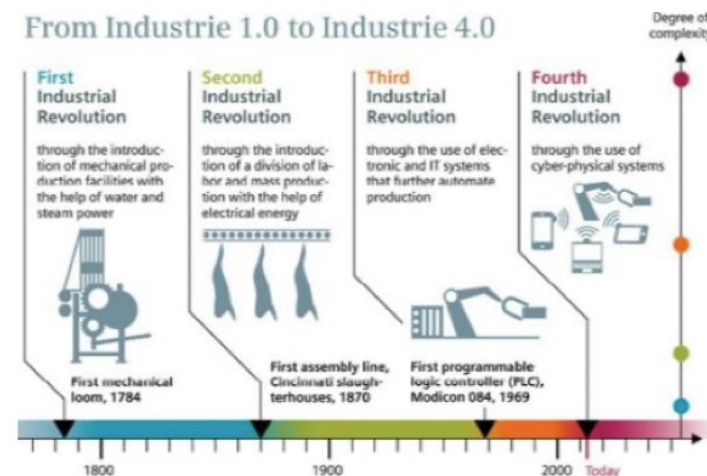 From Industrie 1.0 to Industrie 4.0
Degree of
complexity
First
Industrial
Revolution
through the introduc-
tion of mechanical pro-
duction facilities with
the help of water and
steam power
First mechanical
loom, 1784
Second
Industrial
Revolution
through the introduc-
tion of a division of la-
bor and mass produc-
tion with the help of
electrical energy
First assembly line,
Cincinnati slaugh-
terhouses, 1870
Third
Industrial
Revolution
through the use of elec-
tronic and IT systems
that further automate
production
First programmable
logic controller (PLC),
Modicon 084, 1969
Fourth
Industrial
Revolution
through the use of
cyber-physical systems
1800
1900
2000
Today